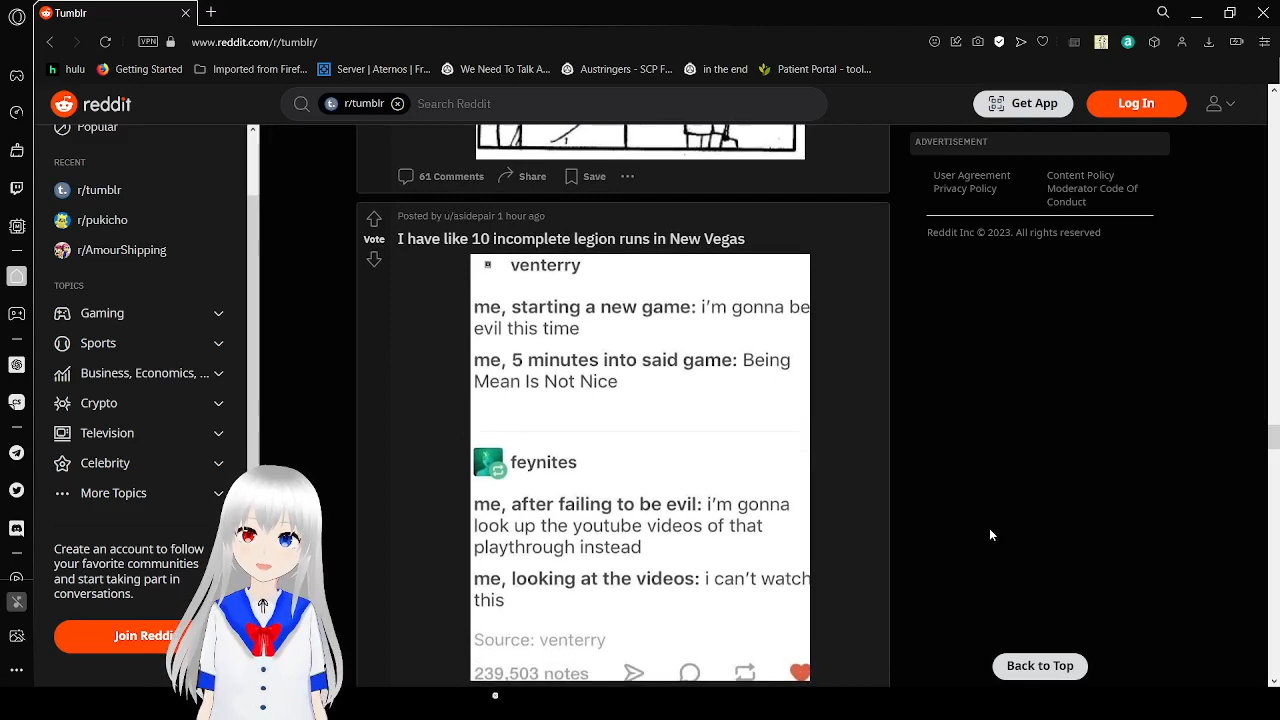 Tumblr
VPN
www.reddit.com/r/tumblr/
hulu
Getting Started
Imported from Firef...
Server | Aternos | Fr...
We Need To Talk A...
Austringers - SCP F...
in the end
Patient Portal - tool...
reddit
r/tumblr
Search Reddit
Get App
Log In
Popular
RECENT
r/tumblr
r/pukicho
r/AmourShipping
TOPICS
Gaming
Sports
Business, Economics, ...
Crypto
Television
Celebrity
More Topics
Create an account to follow
your favorite communities
and start taking part in
conversations.
Join Reddi
61 Comments
Share
Save
Posted by u/asidepair 1 hour ago
Vote
I have like 10 incomplete legion runs in New Vegas
venterry
me, starting a new game: i'm gonna be
evil this time
me, 5 minutes into said game: Being
Mean Is Not Nice
feynites
me, after failing to be evil: i'm gonna
look up the youtube videos of that
playthrough instead
me, looking at the videos: i can't watch
this
Source: venterry
239,503 notes
ADVERTISEMENT
User Agreement
Privacy Policy
Content Policy
Moderator Code Of
Conduct
Reddit Inc © 2023. All rights reserved
Back to Top